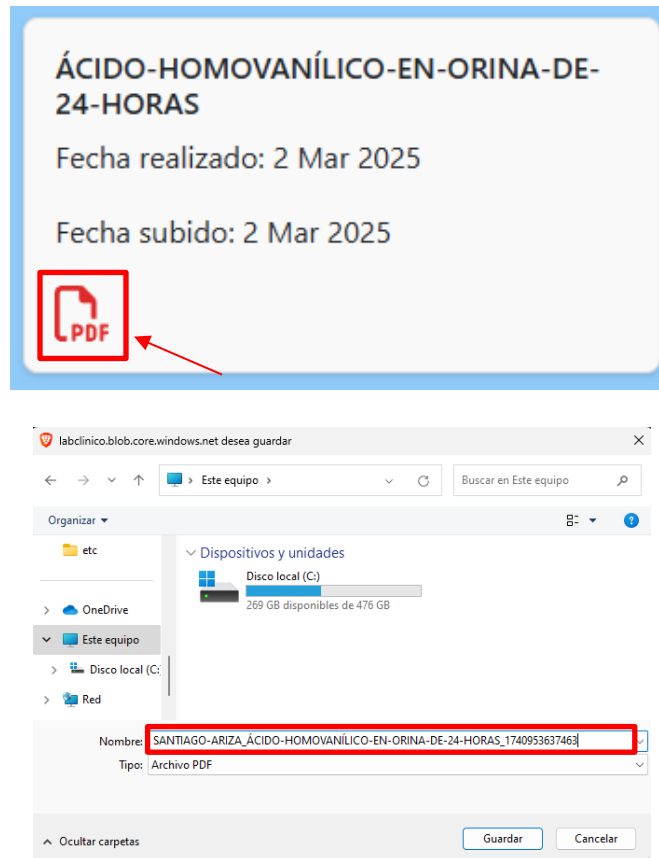 ÁCIDO-HOMOVANÍLICO-EN-ORINA-DE-
24-HORAS
Fecha realizado: 2 Mar 2025
Fecha subido: 2 Mar 2025
PDF
labclinico.blob.core.windows.net desea guardar
Este equipo
Buscar en Este equipo
Organizar
etc
Dispositivos y unidades
Disco local (C:)
269 GB disponibles de 476 GB
OneDrive
Este equipo
Disco local (C:
Red
Nombre: SANTIAGO-ARIZA_ÁCIDO-HOMOVANÍLICO-EN-ORINA-DE-24-HORAS_1740953637463
Tipo: Archivo PDF
Ocultar carpetas
Guardar
Cancelar